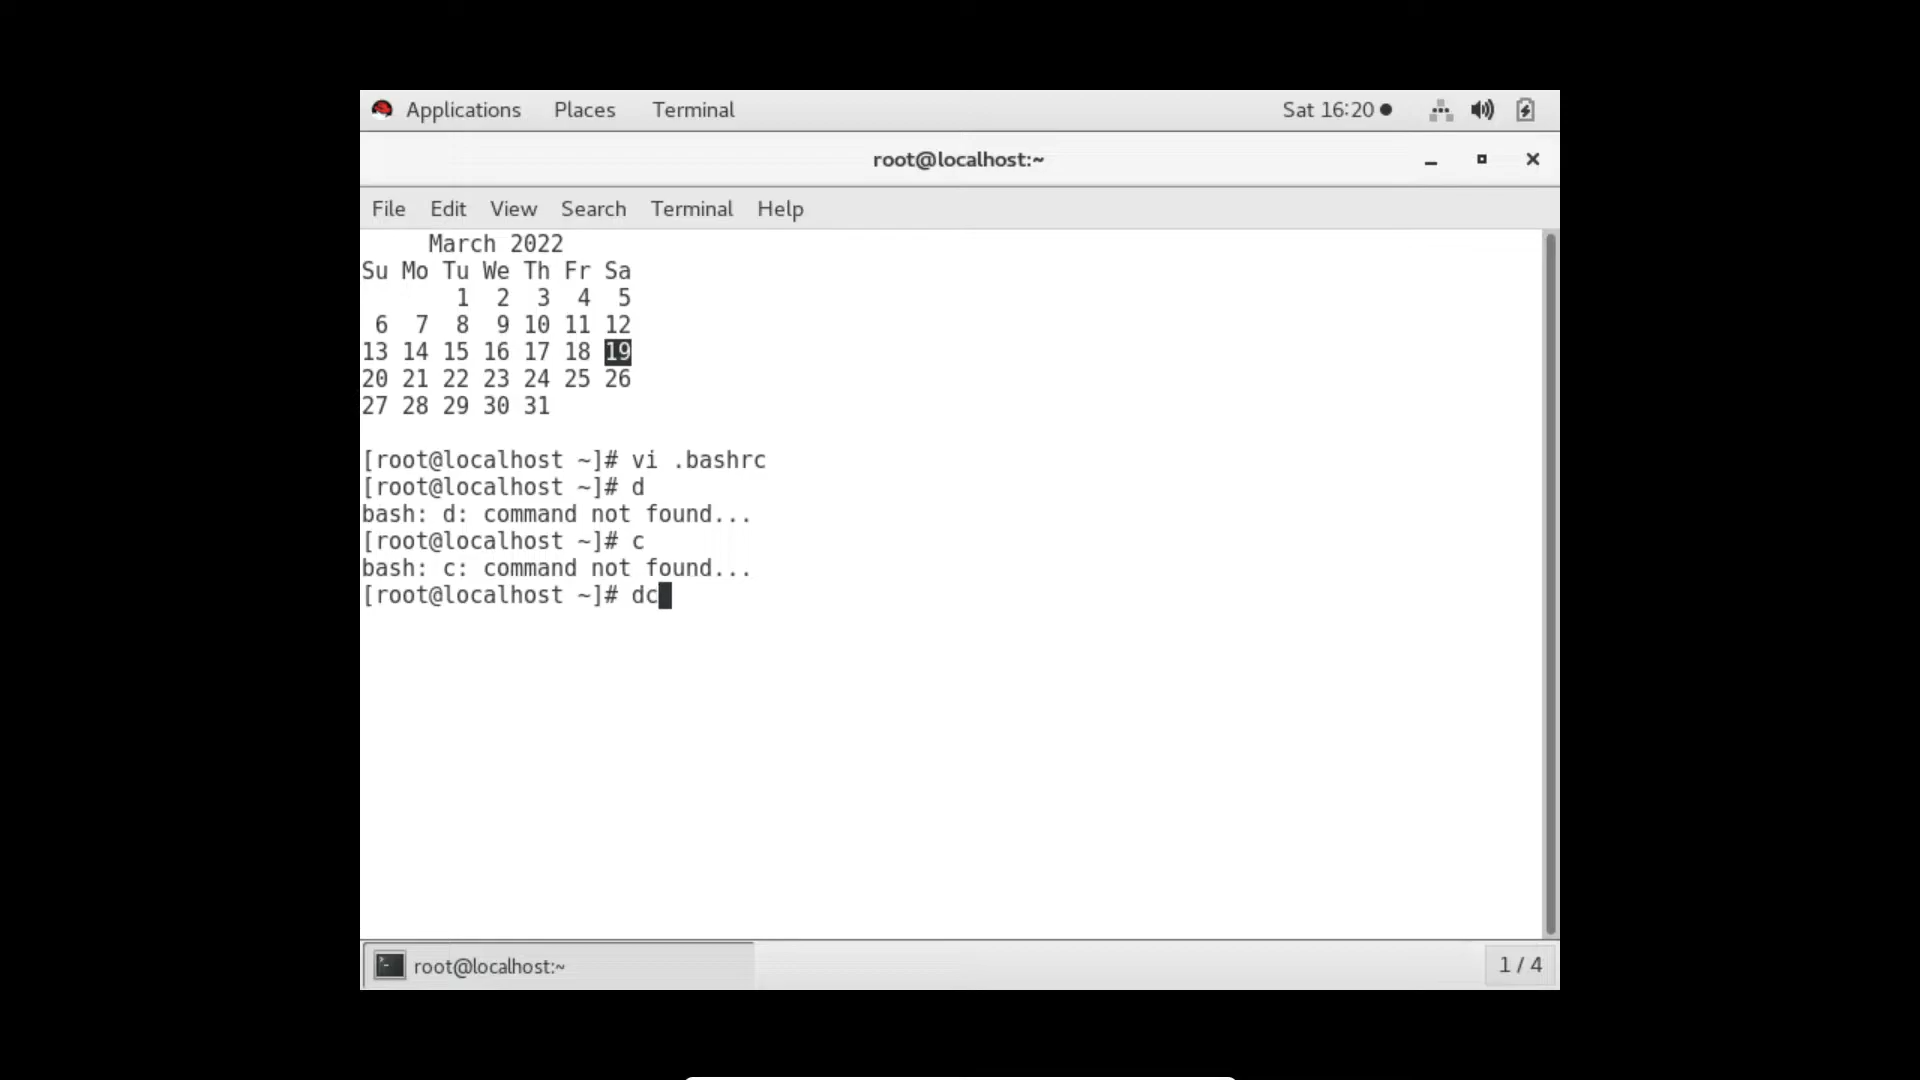 Applications Places Terminal Sat 16:20
root@localhost:~
File Edit View Search Terminal Help
March 2022
Su Mo Tu We Th Fr Sa
1 2 3 4 5
6 7 8 9 10 11 12
13 14 15 16 17 18 19
20 21 22 23 24 25 26
27 28 29 30 31
[root@localhost ~]# vi .bashrc
[root@localhost ~]# d
bash: d: command not found...
[root@localhost ~]# c
bash: c: command not found...
[root@localhost ~]# dc
root@localhost:~ 1 / 4